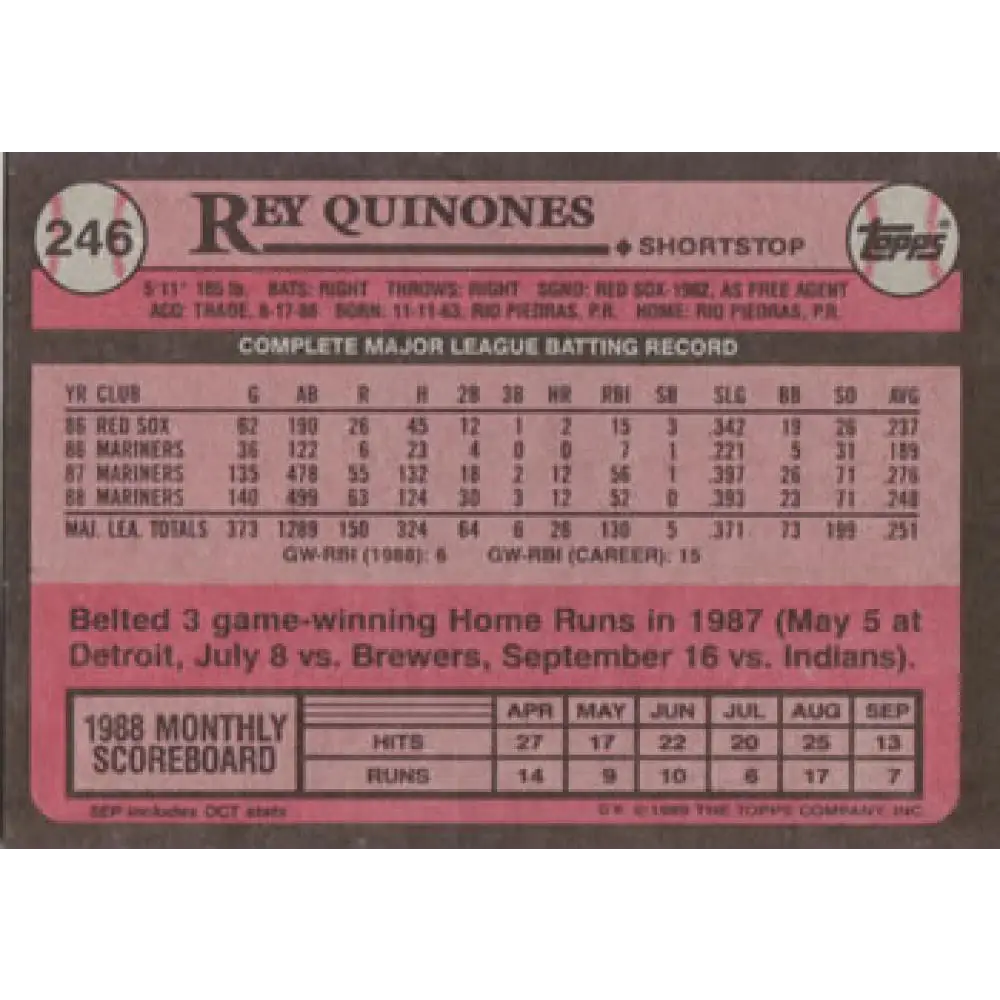 246
REY QUINONES
SHORTSTOP
TOPPS
5'11" 185 lb. BATS: RIGHT THROWS: RIGHT SGND: RED SOX-1982, AS FREE AGENT
ACQ: TRADE, 8-17-86 BORN: 11-11-63, RIO PIEDRAS, P.R. HOME: RIO PIEDRAS, P.R.
COMPLETE MAJOR LEAGUE BATTING RECORD
YR CLUB G AB R H 2B 3B HR RBI SB SLG BB SO AVG
86 RED SOX 62 190 26 45 12 1 2 15 3 .342 19 26 .237
86 MARINERS 36 122 6 23 4 0 0 7 1 .221 5 31 .189
87 MARINERS 135 478 55 132 18 2 12 56 1 .397 26 71 .276
88 MARINERS 140 499 63 124 30 3 12 52 0 .393 23 71 .248
MAJ. LEA. TOTALS 373 1289 150 324 64 6 26 130 5 .371 73 199 .251
GW-RBI (1988): 6 GW-RBI (CAREER): 15
Belted 3 game-winning Home Runs in 1987 (May 5 at
Detroit, July 8 vs. Brewers, September 16 vs. Indians).
1988 MONTHLY
SCOREBOARD
APR MAY JUN JUL AUG SEP
HITS 27 17 22 20 25 13
RUNS 14 9 10 6 17 7
SEP includes OCT stats
© 1989 THE TOPPS COMPANY, INC.